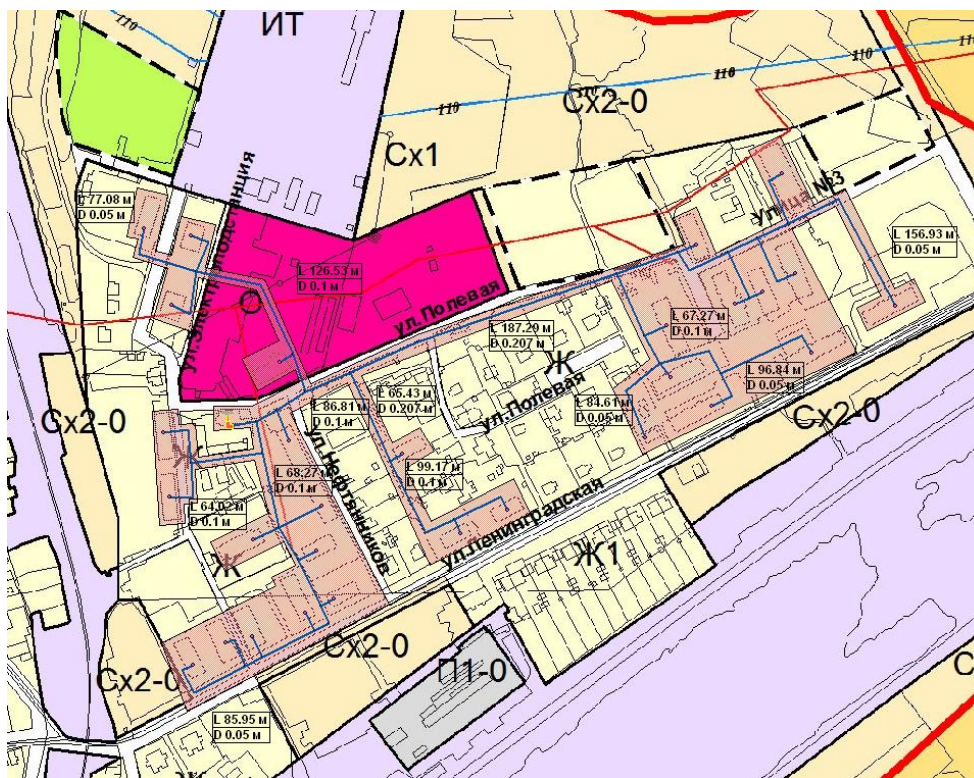 ИТ
110
110
110
110
110
Сх2-0
Сх1
ул.Электроподстанция
L 77.08 м
D 0.05 м
Улица №3
L 156.93 м
D 0.05 м
L 126.53 м
D 0.1 м
ул.Полевая
L 67.27 м
D 0.1 м
L 187.29 м
D 0.207 м
Ж
L 96.84 м
D 0.05 м
L 65.43 м
D 0.207 м
L 86.81 м
D 0.1 м
ул.Полевая
L 84.61 м
D 0.05 м
Сх2-0
Сх2-0
Ж
ул.Нефтяников
L 68.27 м
D 0.1 м
L 99.17 м
D 0.1 м
L 64.02 м
D 0.1 м
ул.Ленинградская
Ж
Ж1
Сх2-0
Сх2-0
П1-0
С
L 85.95 м
D 0.05 м